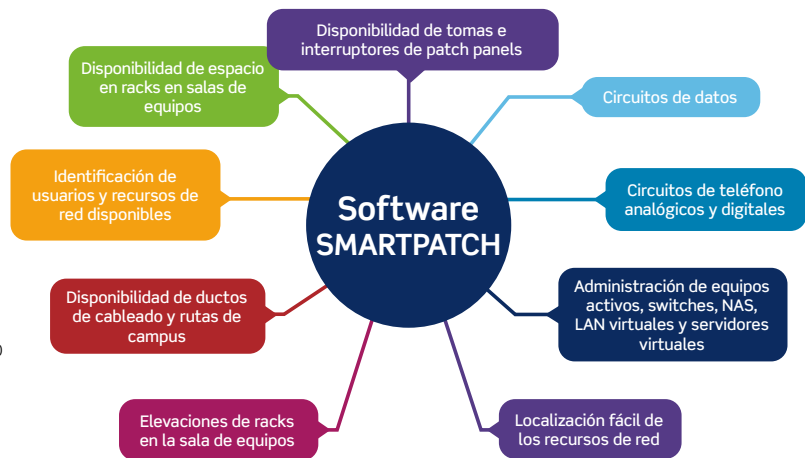 Disponibilidad de tomas e
interruptores de patch panels
Disponibilidad de espacio
en racks en salas de
equipos
Circuitos de datos
Identificación de
usuarios y recursos de
red disponibles
Software
SMARTPATCH
Circuitos de teléfono
analógicos y digitales
Disponibilidad de ductos
de cableado y rutas de
campus
Administración de equipos
activos, switches, NAS,
LAN virtuales y servidores
virtuales
Elevaciones de racks
en la sala de equipos
Localización fácil de
los recursos de red